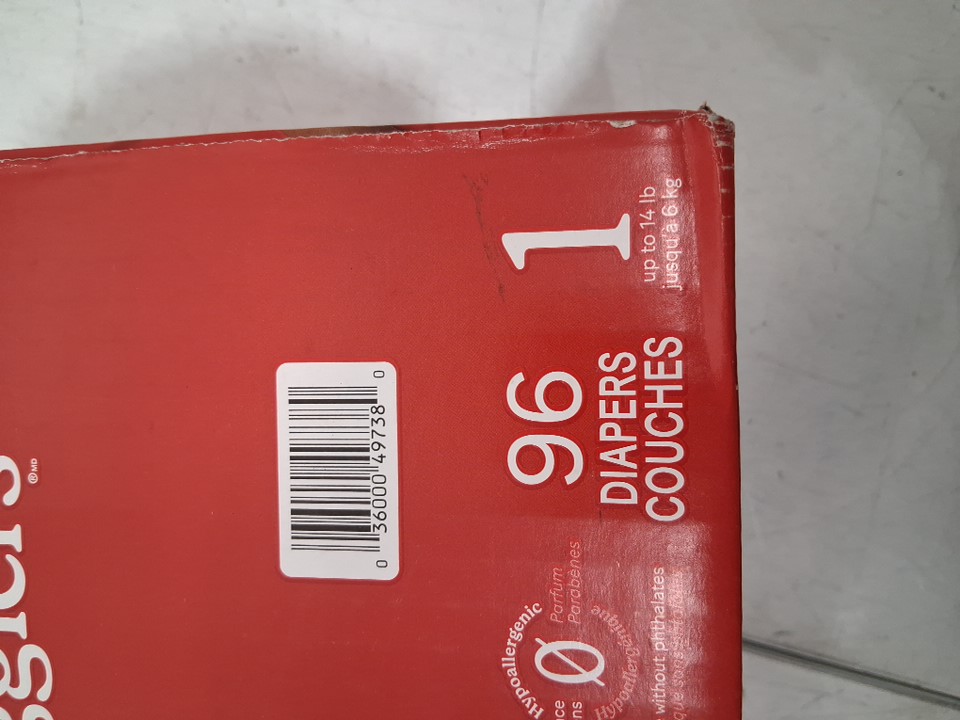 1
up to 14 lb
jusqu'à 6 kg
96
DIAPERS
COUCHES
0 36000 49738 0
®MD
Hypoallergenic
Hypoallergénique
Parfum
Parabènes
without phthalates